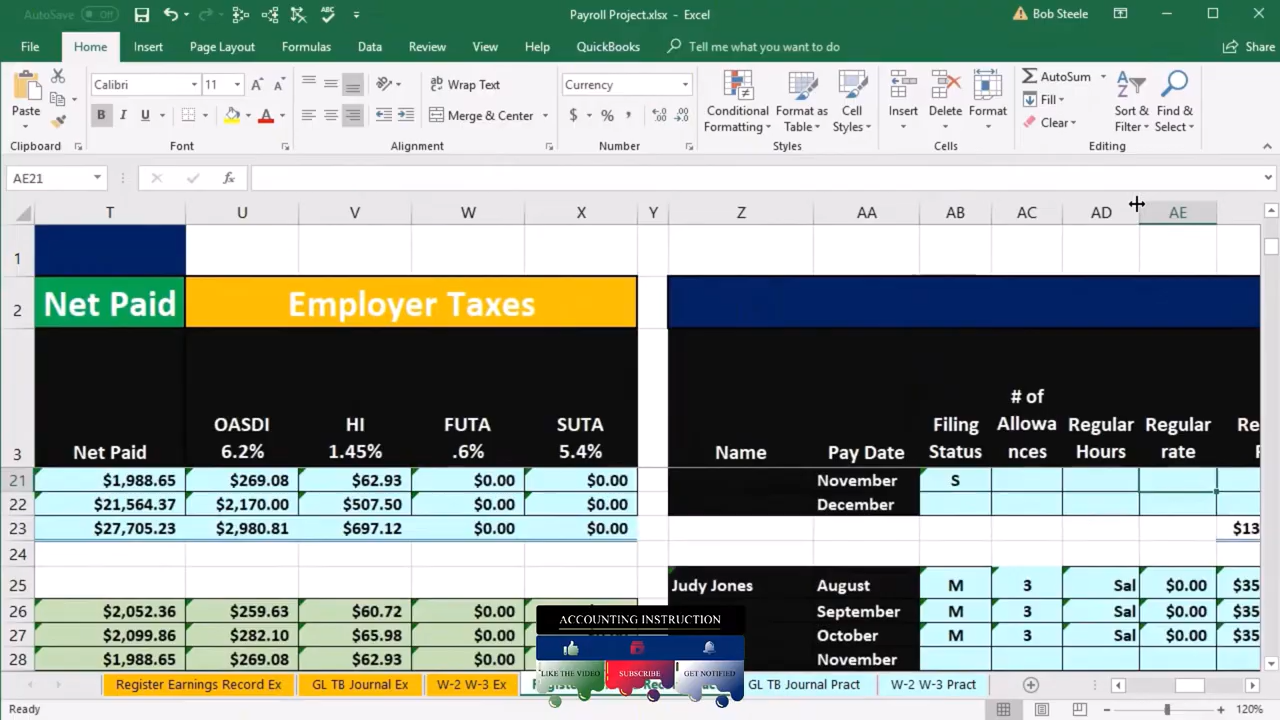 AutoSave Off Payroll Project.xlsx - Excel Bob Steele
File Home Insert Page Layout Formulas Data Review View Help QuickBooks Tell me what you want to do Share
Paste Calibri 11 Wrap Text Currency Conditional Format as Cell Insert Delete Format AutoSum Sort & Find &
B I U Merge & Center $ % Formatting Table Styles Fill Filter Select
Clear
Clipboard Font Alignment Number Styles Cells Editing
AE21 fx
T U V W X Y Z AA AB AC AD AE
1
2 Net Paid Employer Taxes
# of
OASDI HI FUTA SUTA Filing Allowa Regular Regular Re
3 Net Paid 6.2% 1.45% .6% 5.4% Name Pay Date Status nces Hours rate
21 $1,988.65 $269.08 $62.93 $0.00 $0.00 November S
22 $21,564.37 $2,170.00 $507.50 $0.00 $0.00 December
23 $27,705.23 $2,980.81 $697.12 $0.00 $0.00 $13
24
25 Judy Jones August M 3 Sal $0.00 $35
26 $2,052.36 $259.63 $60.72 $0.00 $0.00 September M 3 Sal $0.00 $35
27 $2,099.86 $282.10 $65.98 $0.00 October M 3 Sal $0.00 $35
28 $1,988.65 $269.08 $62.93 November
ACCOUNTING INSTRUCTION
LIKE THE VIDEO SUBSCRIBE GET NOTIFIED
Register Earnings Record Ex GL TB Journal Ex W-2 W-3 Ex GL TB Journal Pract W-2 W-3 Pract
Ready 120%